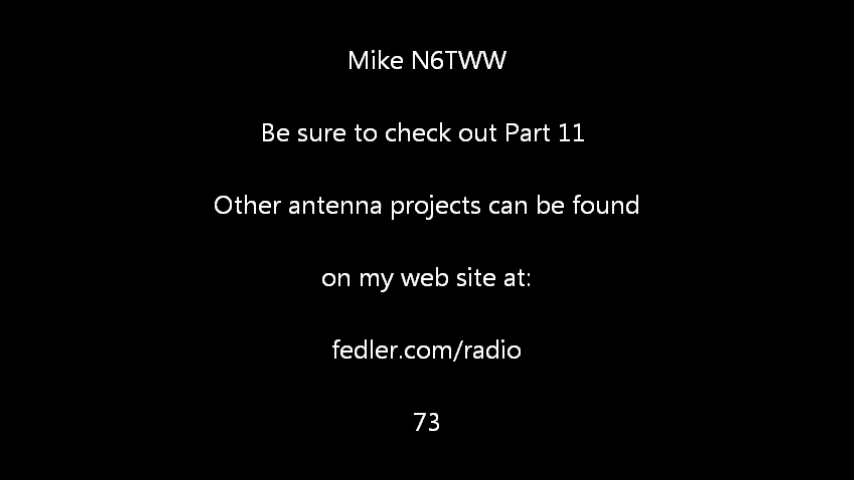 Mike N6TWW
Be sure to check out Part 11
Other antenna projects can be found
on my web site at:
fedler.com/radio
73